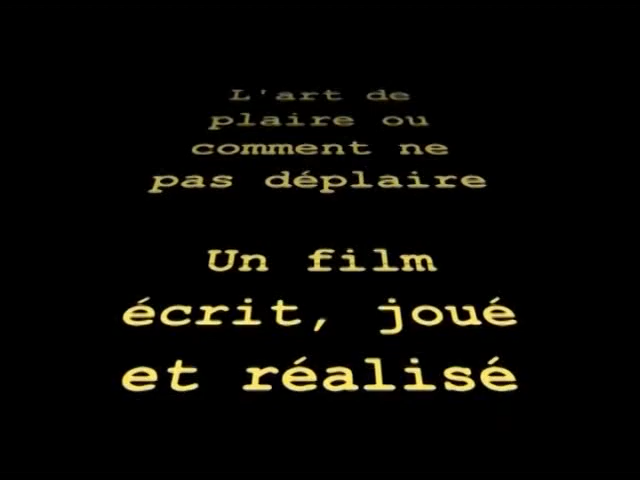 L'art de
plaire ou
comment ne
pas déplaire
Un film
écrit, joué
et réalisé